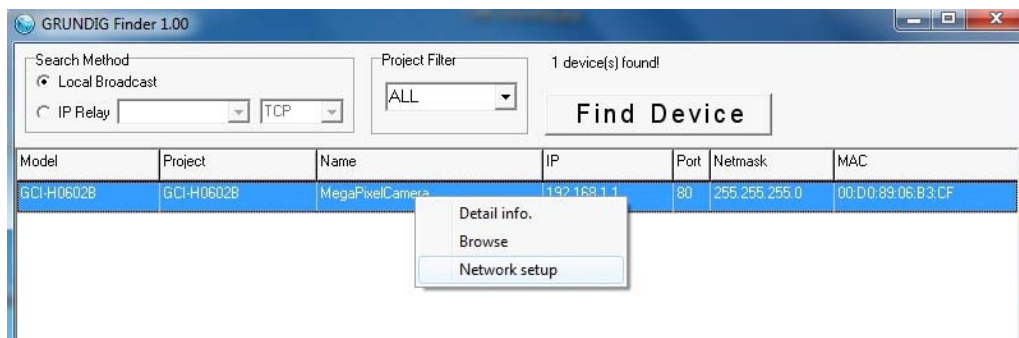 GRUNDIG Finder 1.00
Search Method
Local Broadcast
IP Relay TCP
Project Filter
ALL
1 device(s) found!
Find Device
Model Project Name IP Port Netmask MAC
GCI-H0602B GCI-H0602B MegaPixelCamera 192.168.1.1 80 255.255.255.0 00:D0:89:06:B3:CF
Detail info.
Browse
Network setup